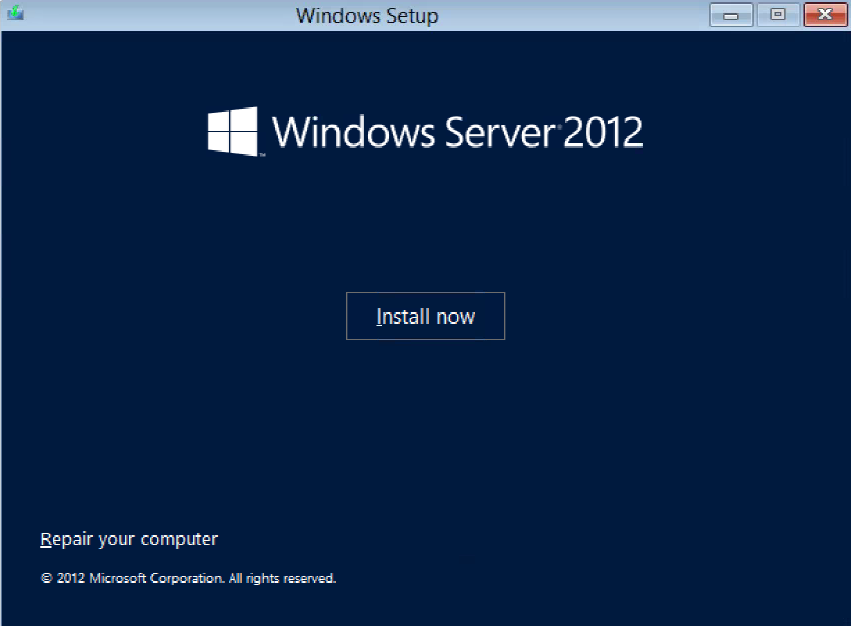 Windows Setup
Windows Server 2012
Install now
Repair your computer
© 2012 Microsoft Corporation. All rights reserved.